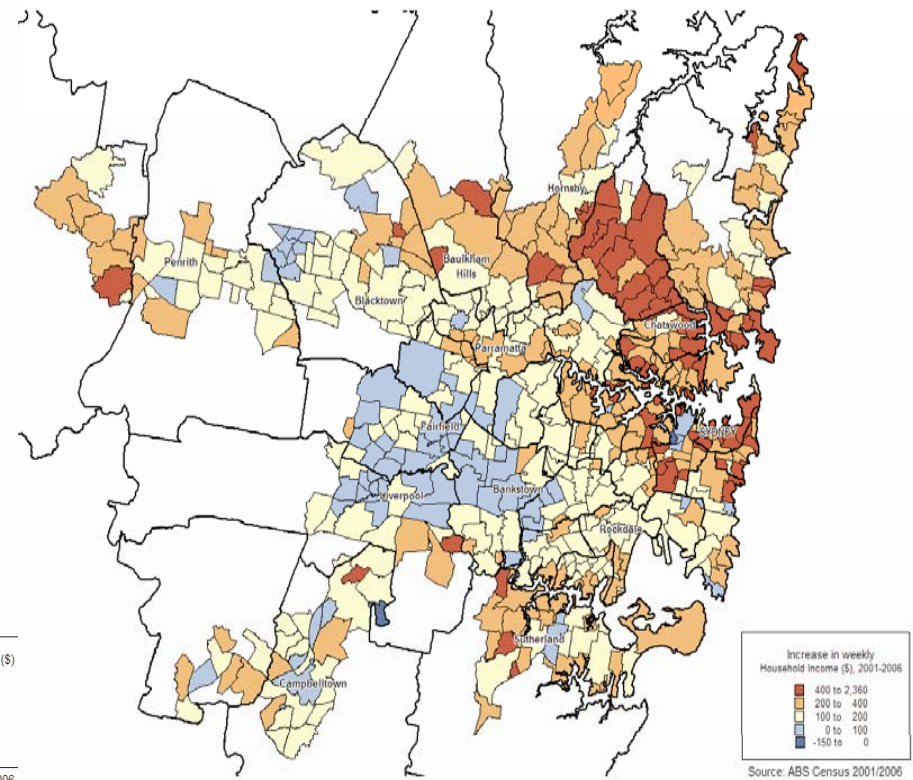 Hornsby
Penrith
Baulkham
Hills
Blacktown
Chatswood
Parramatta
Fairfield
SYDNEY
Liverpool
Bankstown
Rockdale
Sutherland
Campbelltown
($)
Increase in weekly
Household Income ($), 2001-2006
400 to 2,360
200 to 400
100 to 200
0 to 100
-150 to 0
Source: ABS Census 2001/2006